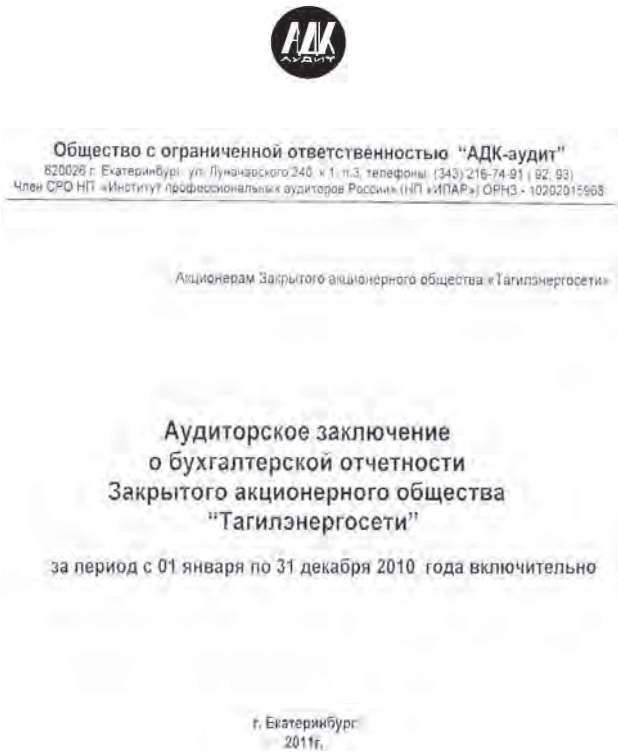 АДК
АУДИТ
Общество с ограниченной ответственностью “АДК-аудит”
620026 г. Екатеринбург, ул. Луначарского 240, к 1, п.3, телефоны: (343) 216-74-91 ( 92, 93)
Член СРО НП «Институт профессиональных аудиторов России» (НП «ИПАР») ОРНЗ - 10202015968
Акционерам Закрытого акционерного общества «Тагилэнергосети»
Аудиторское заключение
о бухгалтерской отчетности
Закрытого акционерного общества
“Тагилэнергосети”
за период с 01 января по 31 декабря 2010 года включительно
г. Екатеринбург
2011г.